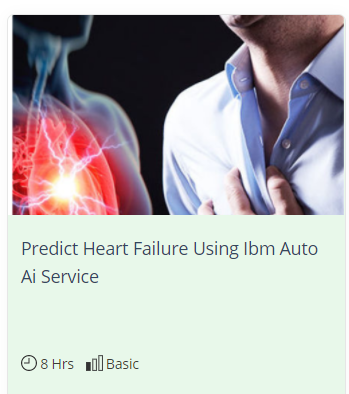 Predict Heart Failure Using Ibm Auto
Ai Service
8 Hrs Basic